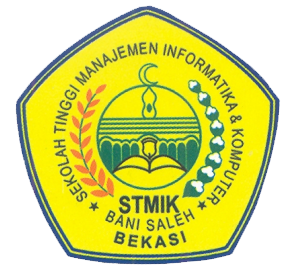 SEKOLAH TINGGI MANAJEMEN INFORMATIKA & KOMPUTER
STMIK
BANI SALEH
BEKASI